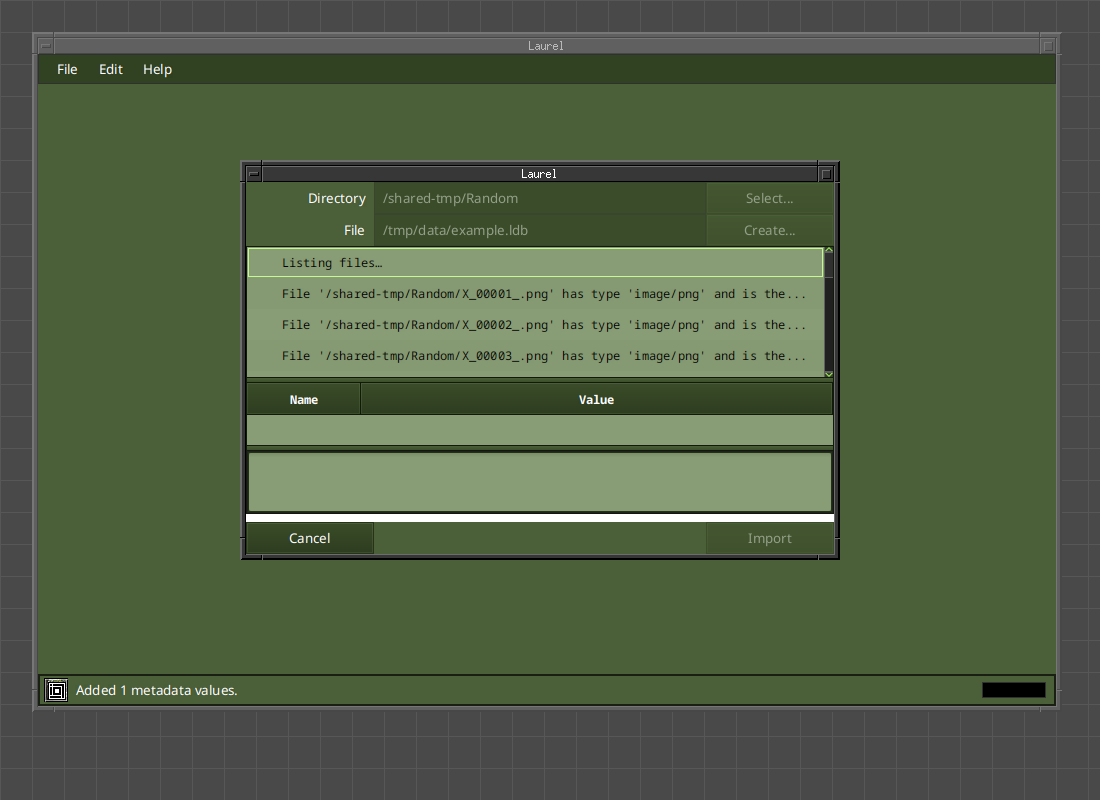 Laurel
File Edit Help
Laurel
Directory /shared-tmp/Random Select...
File /tmp/data/example.ldb Create...
Listing files…
File '/shared-tmp/Random/X_00001_.png' has type 'image/png' and is the...
File '/shared-tmp/Random/X_00002_.png' has type 'image/png' and is the...
File '/shared-tmp/Random/X_00003_.png' has type 'image/png' and is the...
Name Value
Cancel Import
Added 1 metadata values.